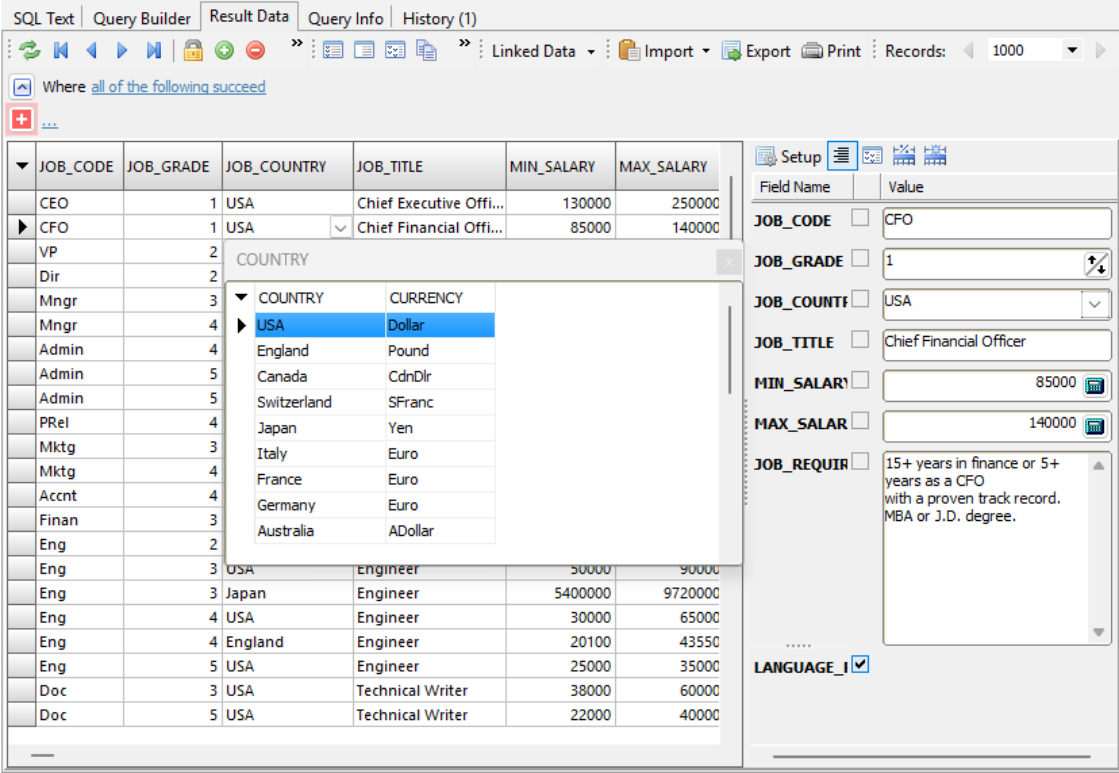 SQL Text Query Builder Result Data Query Info History (1)
» » Linked Data Import Export Print Records: 1000
Where all of the following succeed
...
JOB_CODE JOB_GRADE JOB_COUNTRY JOB_TITLE MIN_SALARY MAX_SALARY
CEO 1 USA Chief Executive Offi... 130000 250000
CFO 1 USA Chief Financial Offi... 85000 140000
VP 2
Dir 2
Mngr 3
Mngr 4
Admin 4
Admin 5
Admin 5
PRel 4
Mktg 3
Mktg 4
Accnt 4
Finan 3
Eng 2
Eng 3 USA Engineer 50000 90000
Eng 3 Japan Engineer 5400000 9720000
Eng 4 USA Engineer 30000 65000
Eng 4 England Engineer 20100 43550
Eng 5 USA Engineer 25000 35000
Doc 3 USA Technical Writer 38000 60000
Doc 5 USA Technical Writer 22000 40000
COUNTRY x
COUNTRY CURRENCY
USA Dollar
England Pound
Canada CdnDlr
Switzerland SFranc
Japan Yen
Italy Euro
France Euro
Germany Euro
Australia ADollar
Setup
Field Name Value
JOB_CODE CFO
JOB_GRADE 1
JOB_COUNTF USA
JOB_TITLE Chief Financial Officer
MIN_SALARY 85000
MAX_SALAR 140000
JOB_REQUIR 15+ years in finance or 5+
years as a CFO
with a proven track record.
MBA or J.D. degree.
LANGUAGE_I